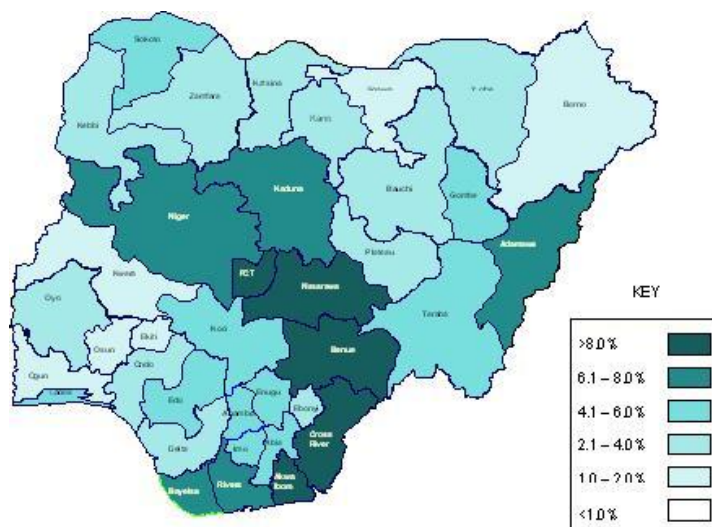 Sokoto
Katsina
Yobe
Borno
Zamfara
Kano
Kebbi
Bauchi
Gombe
Kaduna
Niger
Adamawa
Plateau
FCT
Nasarawa
KEY
Kwara
Taraba
Oyo
Kogi
>8.0%
Ekiti
Benue
Osun
6.1 – 8.0%
Ondo
Ogun
Enugu
4.1 – 6.0%
Lagos
Edo
Anambra
Ebonyi
Cross
River
2.1 – 4.0%
Delta
Imo
Abia
1.0 – 2.0%
Bayelsa
Rivers
Akwa
Ibom
<1.0%